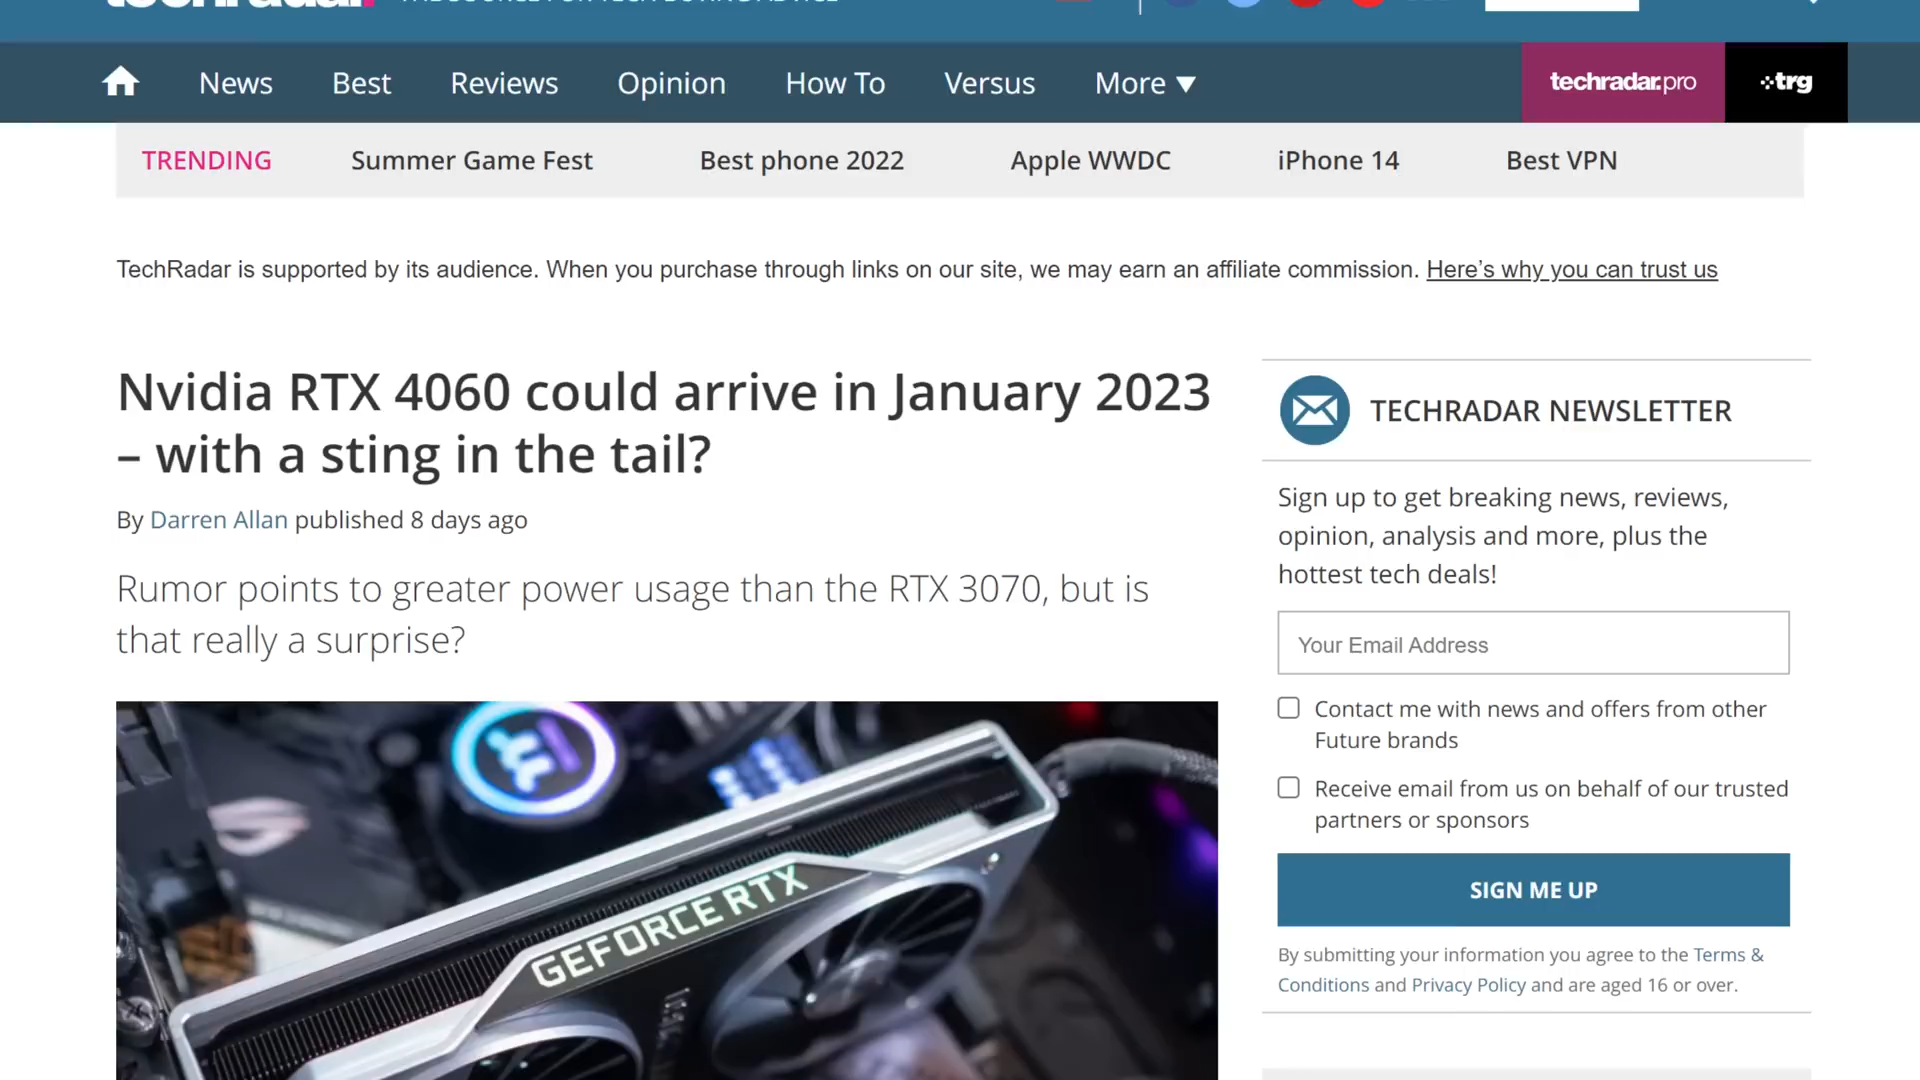 techradar.
News Best Reviews Opinion How To Versus More ▼ techradar.pro trg
TRENDING Summer Game Fest Best phone 2022 Apple WWDC iPhone 14 Best VPN
TechRadar is supported by its audience. When you purchase through links on our site, we may earn an affiliate commission. Here’s why you can trust us
Nvidia RTX 4060 could arrive in January 2023
– with a sting in the tail?
By Darren Allan published 8 days ago
Rumor points to greater power usage than the RTX 3070, but is
that really a surprise?
GEFORCE RTX
TECHRADAR NEWSLETTER
Sign up to get breaking news, reviews,
opinion, analysis and more, plus the
hottest tech deals!
Your Email Address
Contact me with news and offers from other
Future brands
Receive email from us on behalf of our trusted
partners or sponsors
SIGN ME UP
By submitting your information you agree to the Terms &
Conditions and Privacy Policy and are aged 16 or over.